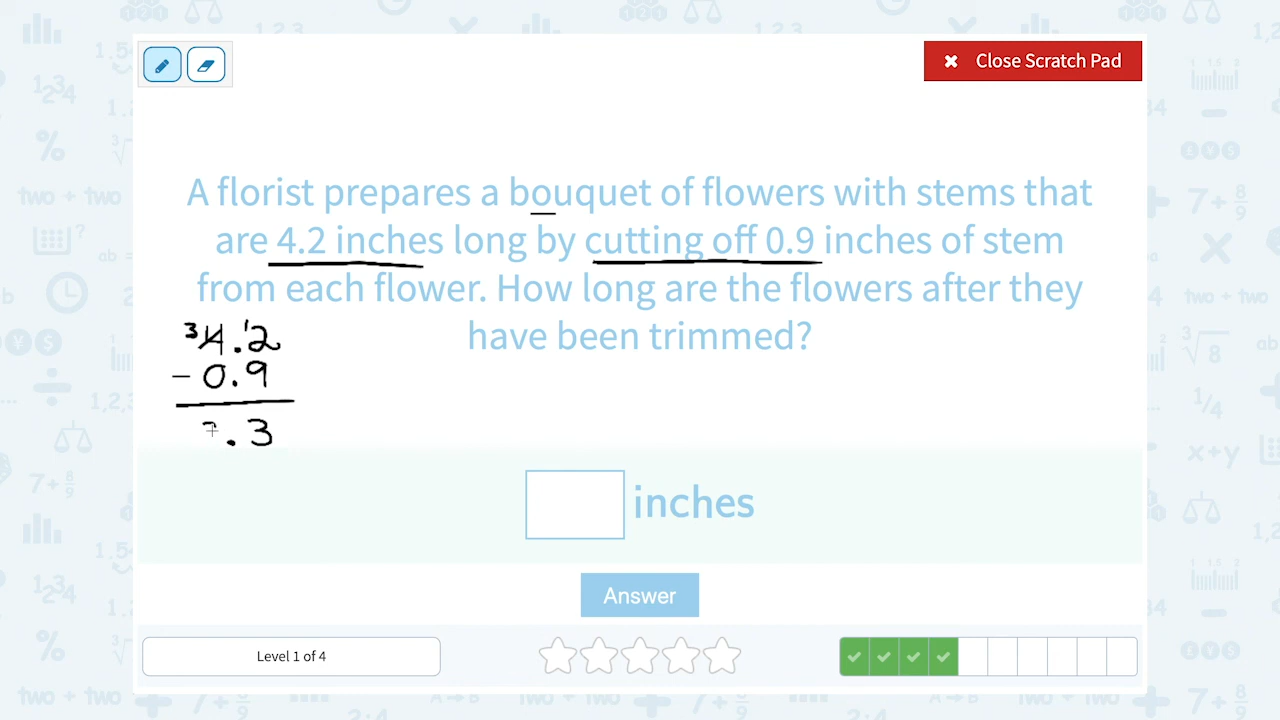 Close Scratch Pad
A florist prepares a bouquet of flowers with stems that
are 4.2 inches long by cutting off 0.9 inches of stem
from each flower. How long are the flowers after they
have been trimmed?
3 4.12
- 0.9
.3
inches
Answer
Level 1 of 4